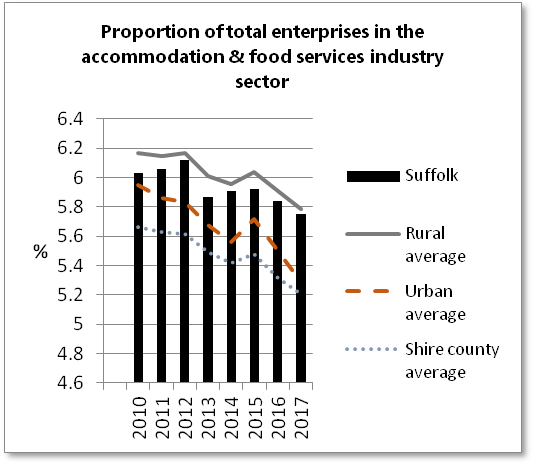 Proportion of total enterprises in the
accommodation & food services industry
sector
6.4
6.2
6
5.8
5.6
5.4
5.2
5
4.8
4.6
%
2010
2011
2012
2013
2014
2015
2016
2017
Suffolk
Rural
average
Urban
average
Shire county
average